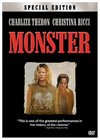 SPECIAL EDITION
CHARLIZE THERON CHRISTINA RICCI
MONSTER
"This is one of the greatest performances
in the history of the cinema."